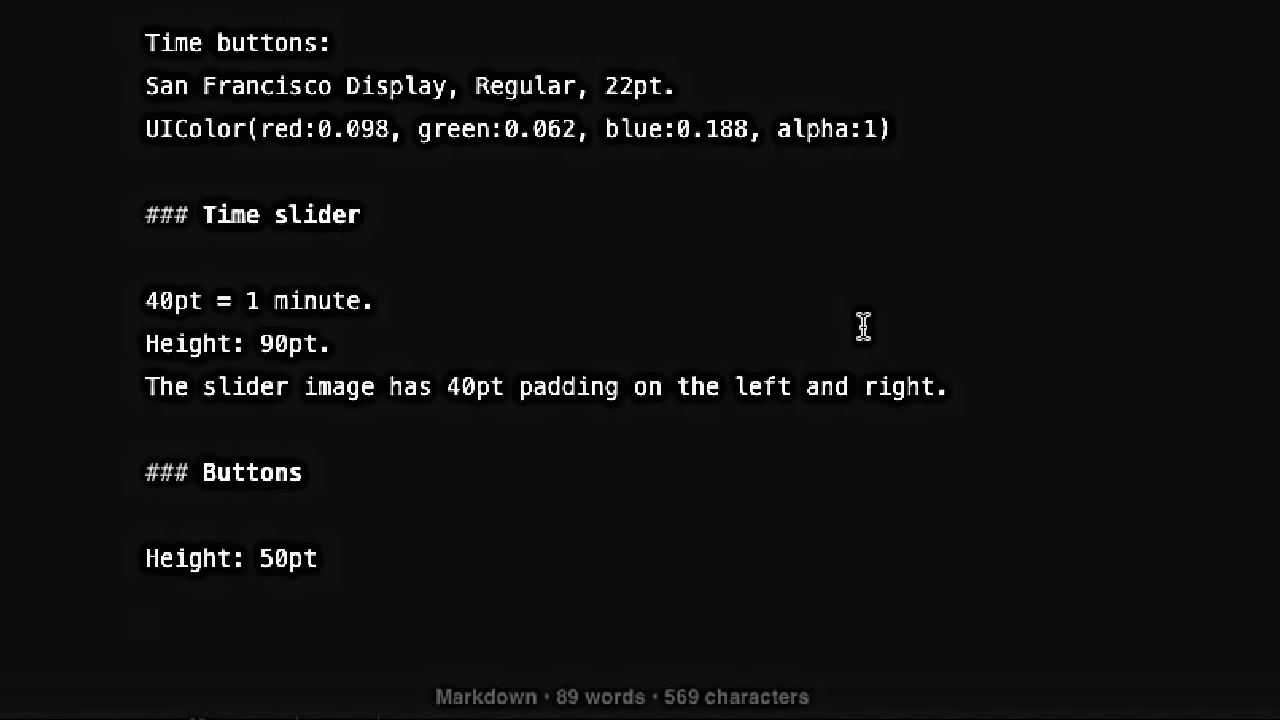 Time buttons:
San Francisco Display, Regular, 22pt.
UIColor(red:0.098, green:0.062, blue:0.188, alpha:1)
### Time slider
40pt = 1 minute.
Height: 90pt.
The slider image has 40pt padding on the left and right.
### Buttons
Height: 50pt
Markdown • 89 words • 569 characters